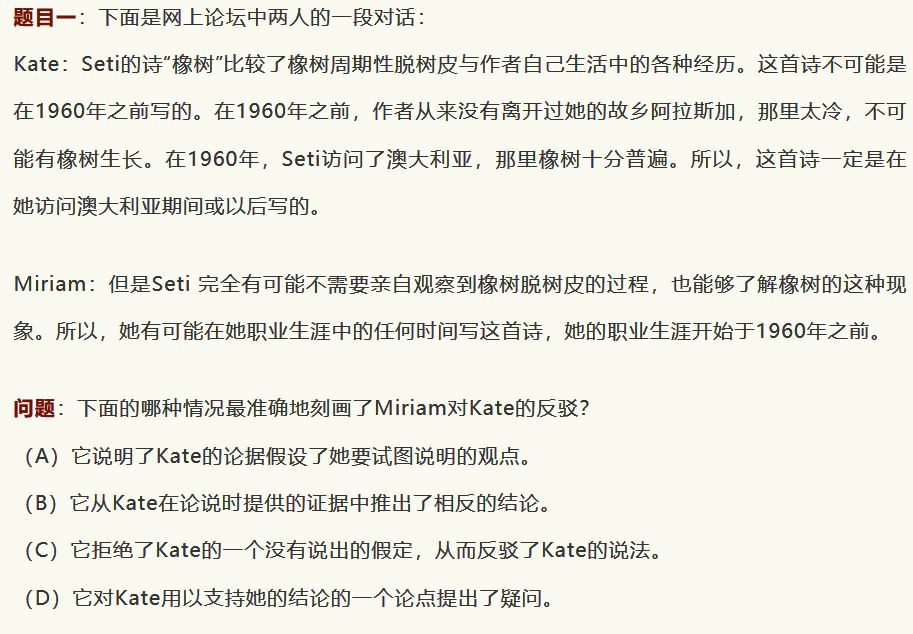 题目一：下面是网上论坛中两人的一段对话：
Kate：Seti的诗“橡树”比较了橡树周期性脱树皮与作者自己生活中的各种经历。这首诗不可能是
在1960年之前写的。在1960年之前，作者从来没有离开过她的故乡阿拉斯加，那里太冷，不可
能有橡树生长。在1960年，Seti访问了澳大利亚，那里橡树十分普遍。所以，这首诗一定是在
她访问澳大利亚期间或以后写的。
Miriam：但是Seti 完全有可能不需要亲自观察到橡树脱树皮的过程，也能够了解橡树的这种现
象。所以，她有可能在她职业生涯中的任何时间写这首诗，她的职业生涯开始于1960年之前。
问题：下面的哪种情况最准确地刻画了Miriam对Kate的反驳？
（A）它说明了Kate的论据假设了她要试图说明的观点。
（B）它从Kate在论说时提供的证据中推出了相反的结论。
（C）它拒绝了Kate的一个没有说出的假定，从而反驳了Kate的说法。
（D）它对Kate用以支持她的结论的一个论点提出了疑问。